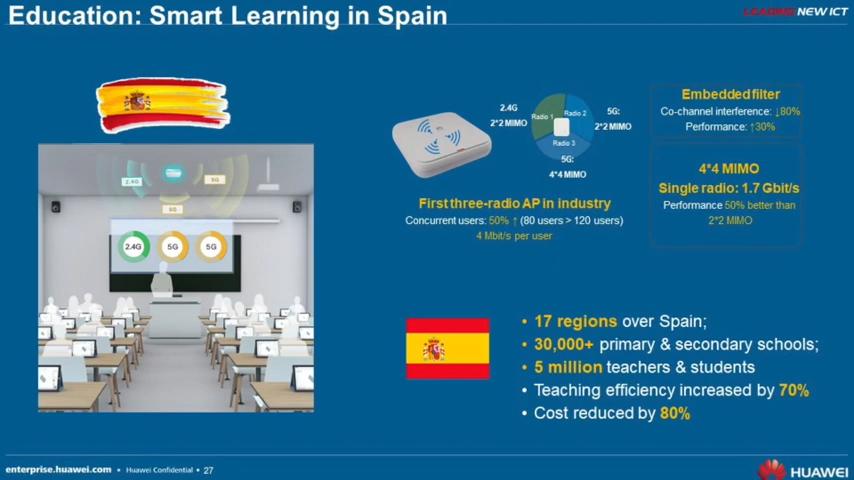 Education: Smart Learning in Spain
LEADING NEW ICT
2.4G
5G
5G
2.4G
5G
5G
2.4G
2*2 MIMO
Radio 1
Radio 2
Radio 3
5G:
2*2 MIMO
5G:
4*4 MIMO
First three-radio AP in industry
Concurrent users: 50% ↑ (80 users > 120 users)
4 Mbit/s per user
Embedded filter
Co-channel interference: ↓80%
Performance: ↑30%
4*4 MIMO
Single radio: 1.7 Gbit/s
Performance 50% better than
2*2 MIMO
• 17 regions over Spain;
• 30,000+ primary & secondary schools;
• 5 million teachers & students
• Teaching efficiency increased by 70%
• Cost reduced by 80%
enterprise.huawei.com • Huawei Confidential • 27
HUAWEI